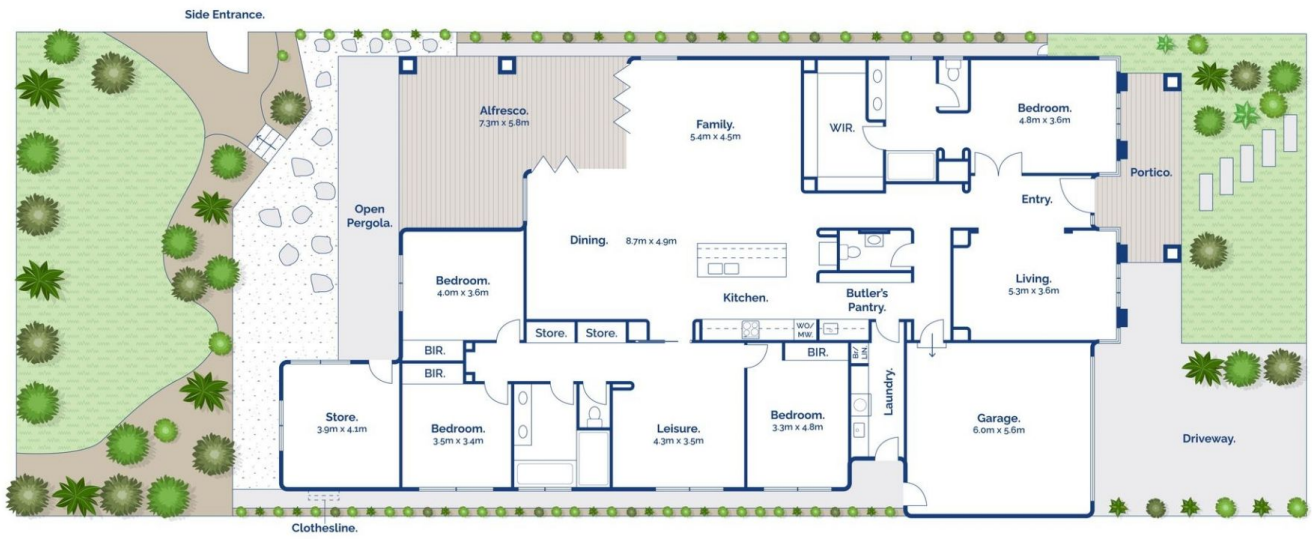 Side Entrance.
Alfresco.
7.3m x 5.8m
Family.
5.4m x 4.5m
WIR.
Bedroom.
4.8m x 3.6m
Portico.
Entry.
Open
Pergola.
Dining. 8.7m x 4.9m
Bedroom.
4.0m x 3.6m
Kitchen.
Butler's
Pantry.
Living.
5.3m x 3.6m
Store.
Store.
WO/
MW.
BIR.
BIR.
BIR.
Br/
LIN.
Laundry.
Store.
3.9m x 4.1m
Bedroom.
3.5m x 3.4m
Leisure.
4.3m x 3.5m
Bedroom.
3.3m x 4.8m
Garage.
6.0m x 5.6m
Driveway.
Clothesline.